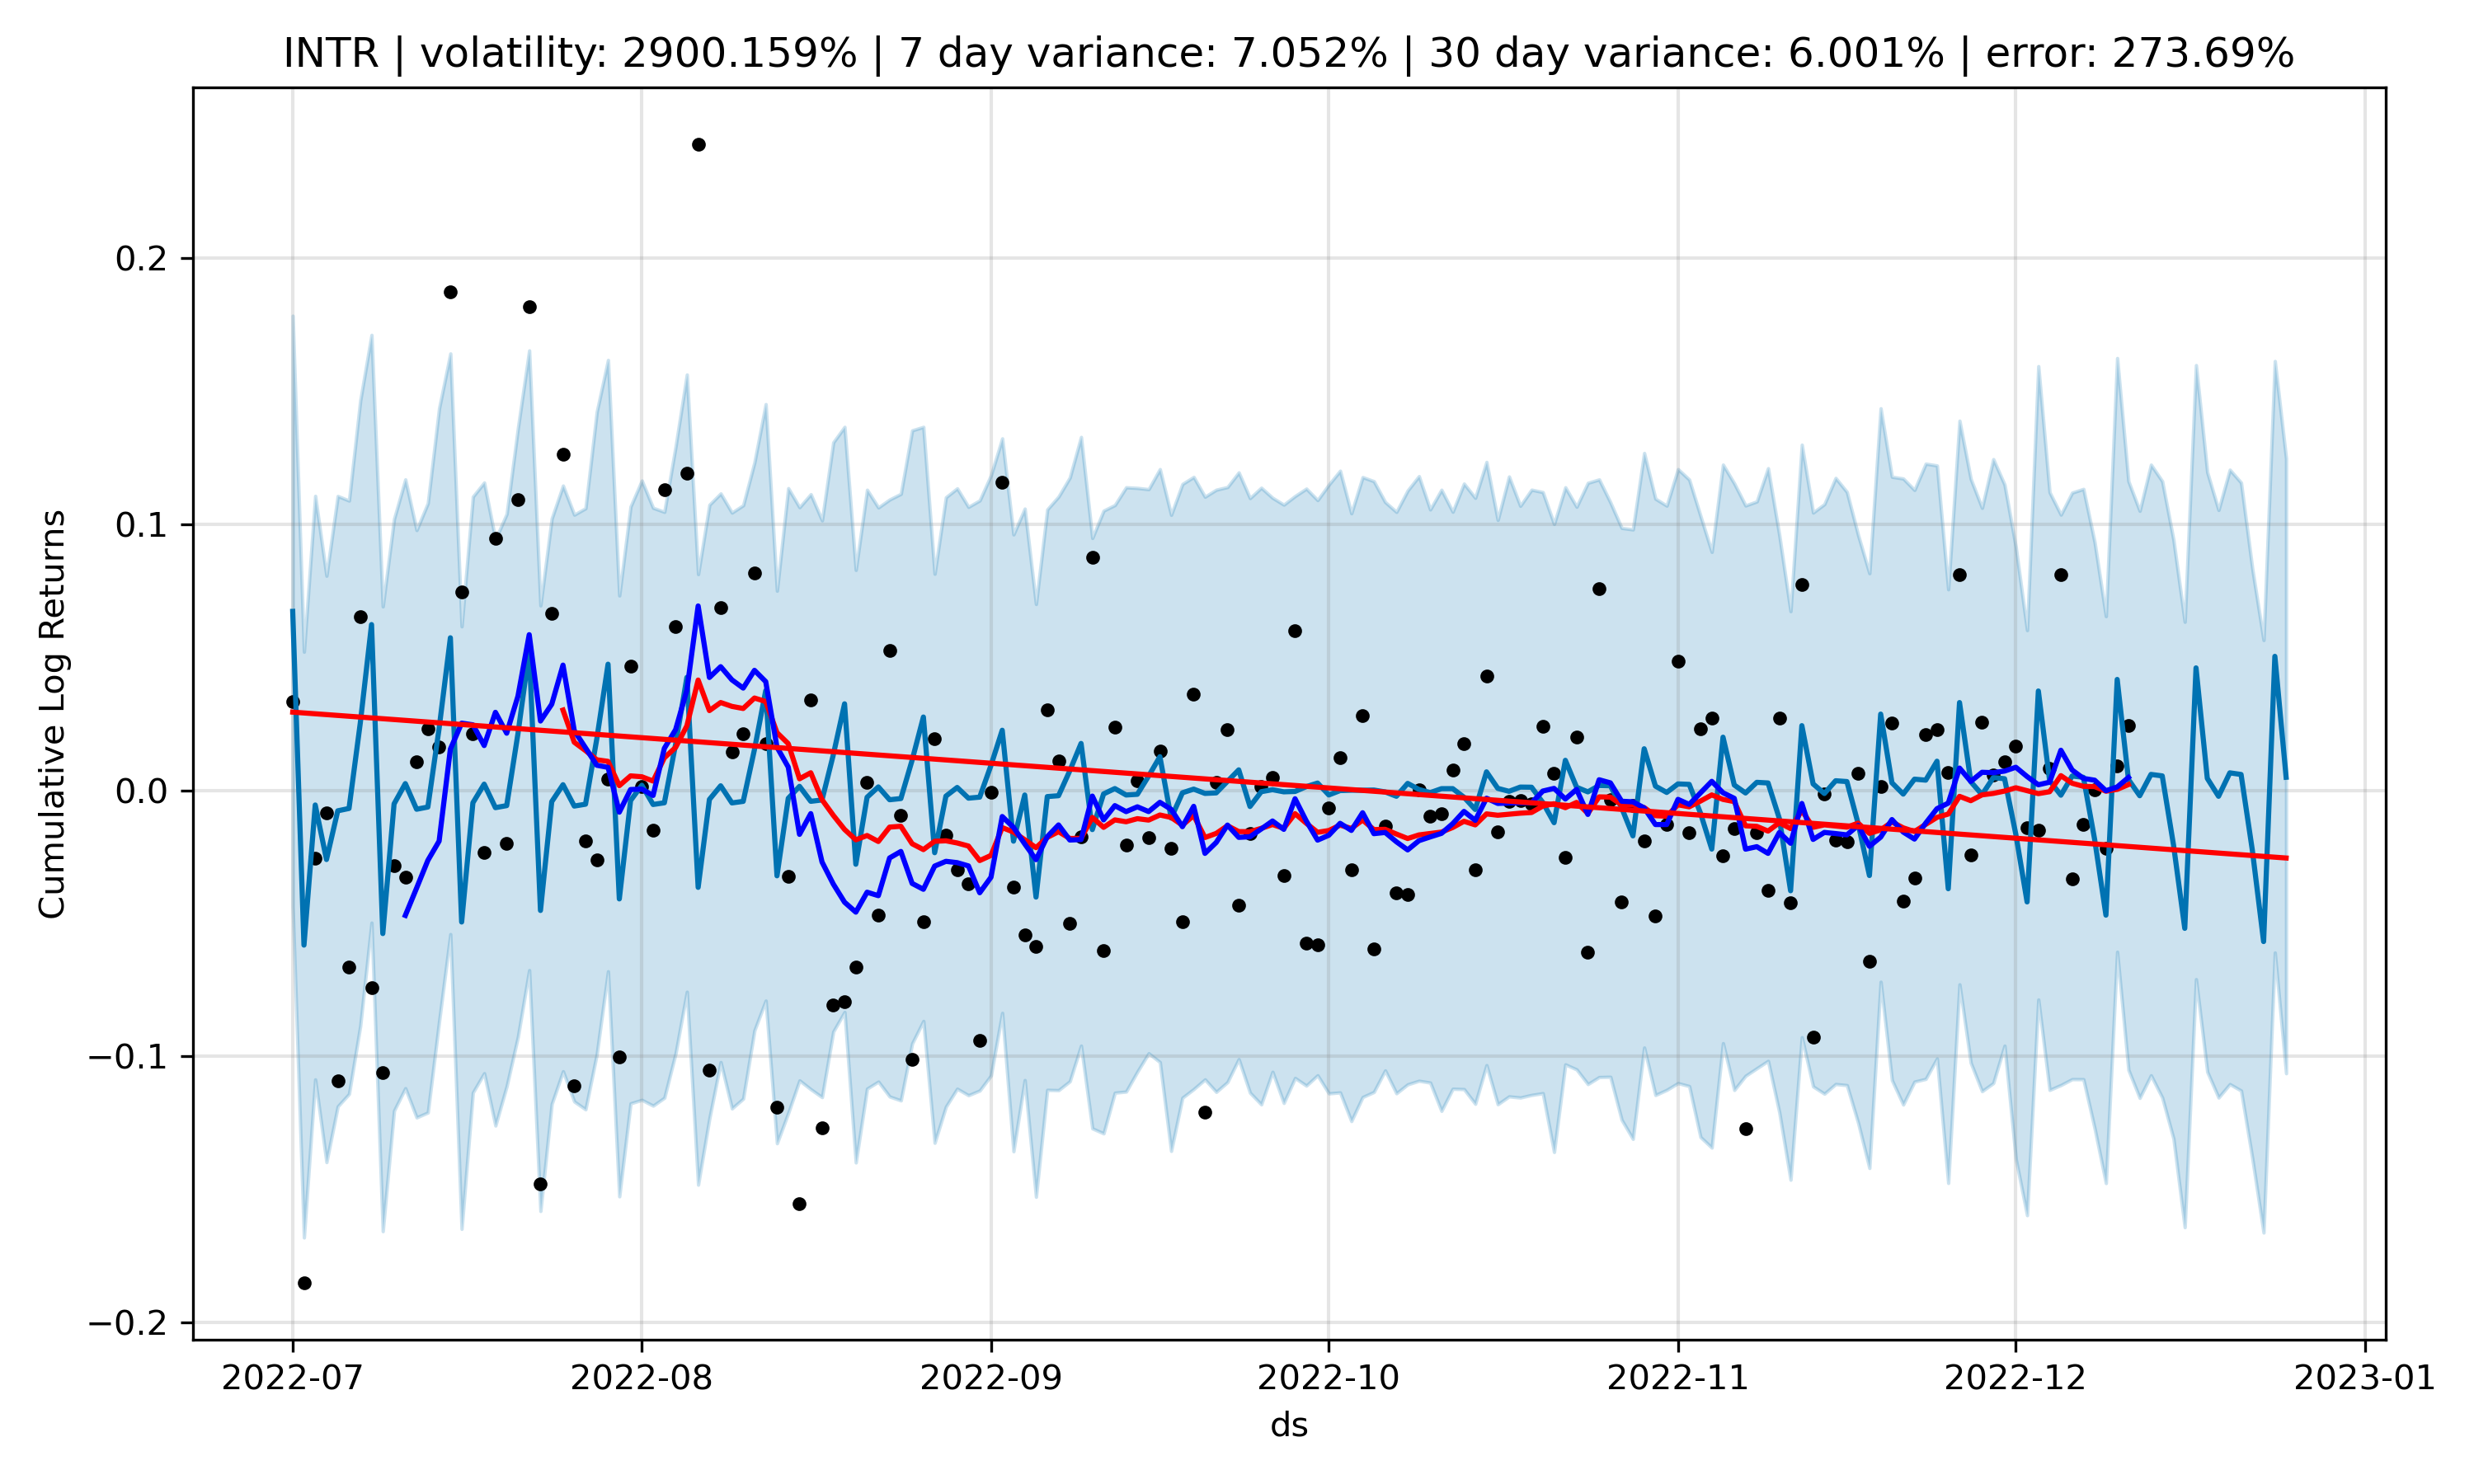 INTR | volatility: 2900.159% | 7 day variance: 7.052% | 30 day variance: 6.001% | error: 273.69%
Cumulative Log Returns
0.2
0.1
0.0
−0.1
−0.2
2022-07 2022-08 2022-09 2022-10 2022-11 2022-12 2023-01
ds